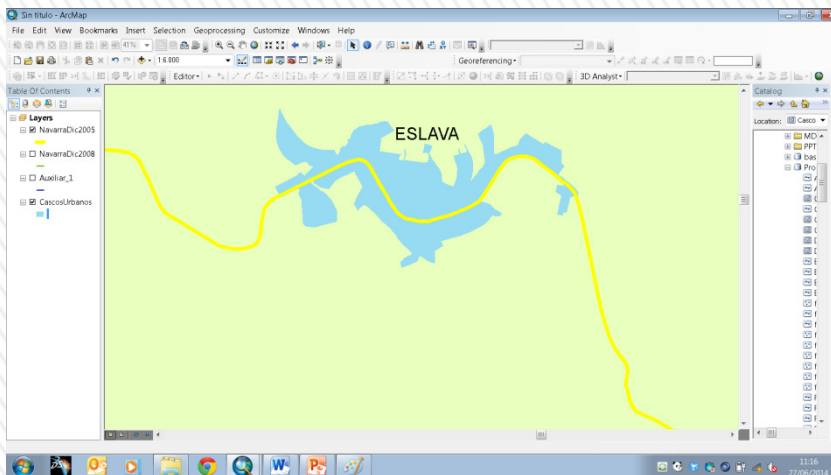 Sin título - ArcMap
File Edit View Bookmarks Insert Selection Geoprocessing Customize Windows Help
41%
1:6.000 Georeferencing
Editor 3D Analyst
Table Of Contents
Catalog
Layers
Location: Casco
NavarraDic2005
NavarraDic2008
Auxiliar_1
CascosUrbanos
ESLAVA
MD
PPT
bas
Pro
11:16
27/06/2014